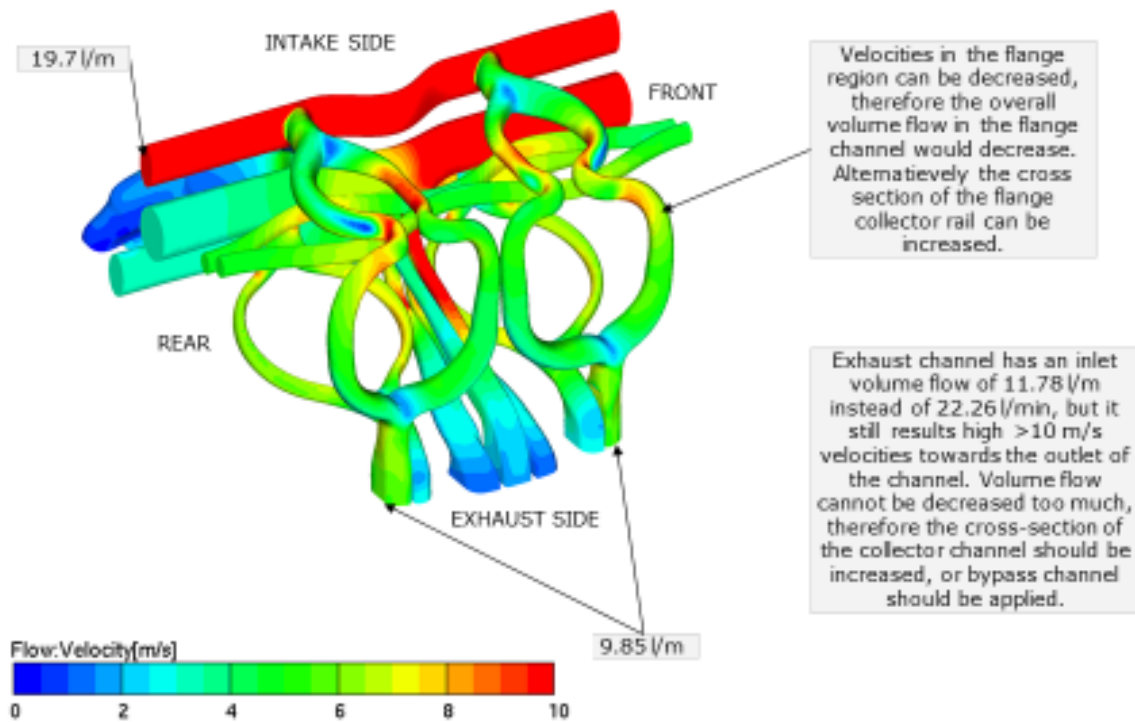 INTAKE SIDE
19.7 l/m
FRONT
Velocities in the flange
region can be decreased,
therefore the overall
volume flow in the flange
channel would decrease.
Alternatievely the cross
section of the flange
collector rail can be
increased.
REAR
Exhaust channel has an inlet
volume flow of 11.78 l/m
instead of 22.26 l/min, but it
still results high >10 m/s
velocities towards the outlet of
the channel. Volume flow
cannot be decreased too much,
therefore the cross-section of
the collector channel should be
increased, or bypass channel
should be applied.
EXHAUST SIDE
9.85 l/m
Flow:Velocity[m/s]
0 2 4 6 8 10